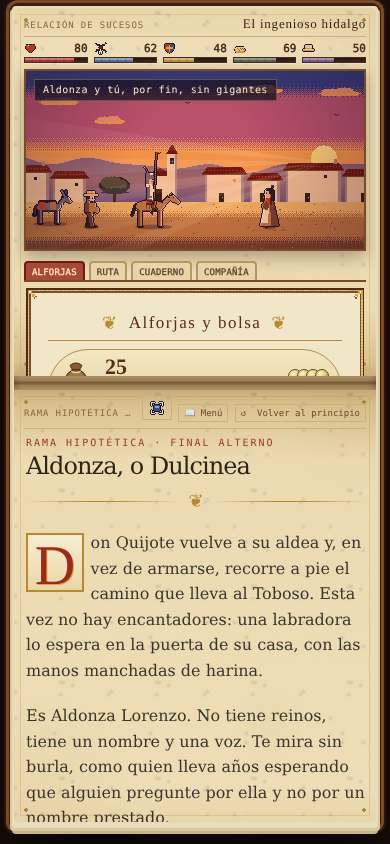 RELACIÓN DE SUCESOS
El ingenioso hidalgo
80 62 48 69 50
Aldonza y tú, por fin, sin gigantes
ALFORJAS RUTA CUADERNO COMPAÑÍA
Alforjas y bolsa
25
RAMA HIPOTÉTICA … Menú ↺ Volver al principio
RAMA HIPOTÉTICA · FINAL ALTERNO
Aldonza, o Dulcinea
Don Quijote vuelve a su aldea y, en
vez de armarse, recorre a pie el
camino que lleva al Toboso. Esta
vez no hay encantadores: una labradora
lo espera en la puerta de su casa, con las
manos manchadas de harina.
Es Aldonza Lorenzo. No tiene reinos,
tiene un nombre y una voz. Te mira sin
burla, como quien lleva años esperando
que alguien pregunte por ella y no por un
nombre prestado.